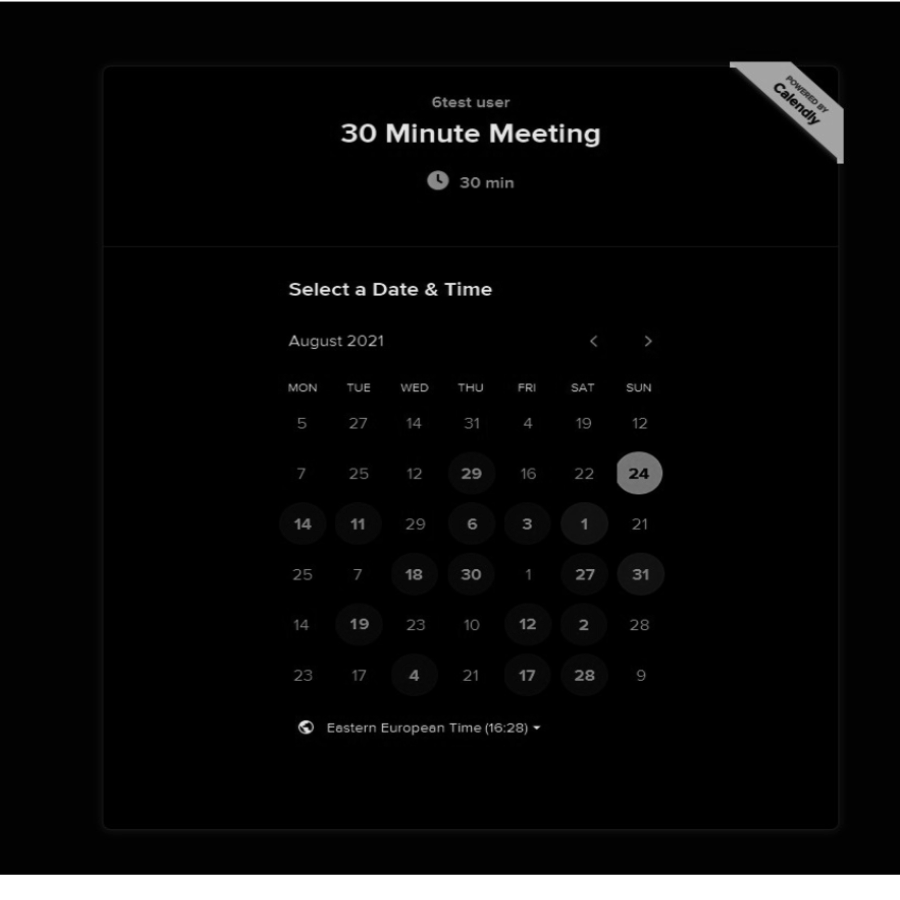 POWERED BY
Calendly
6test user
30 Minute Meeting
30 min
Select a Date & Time
August 2021
MON TUE WED THU FRI SAT SUN
5 27 14 31 4 19 12
7 25 12 29 16 22 24
14 11 29 6 3 1 21
25 7 18 30 1 27 31
14 19 23 10 12 2 28
23 17 4 21 17 28 9
Eastern European Time (16:28)